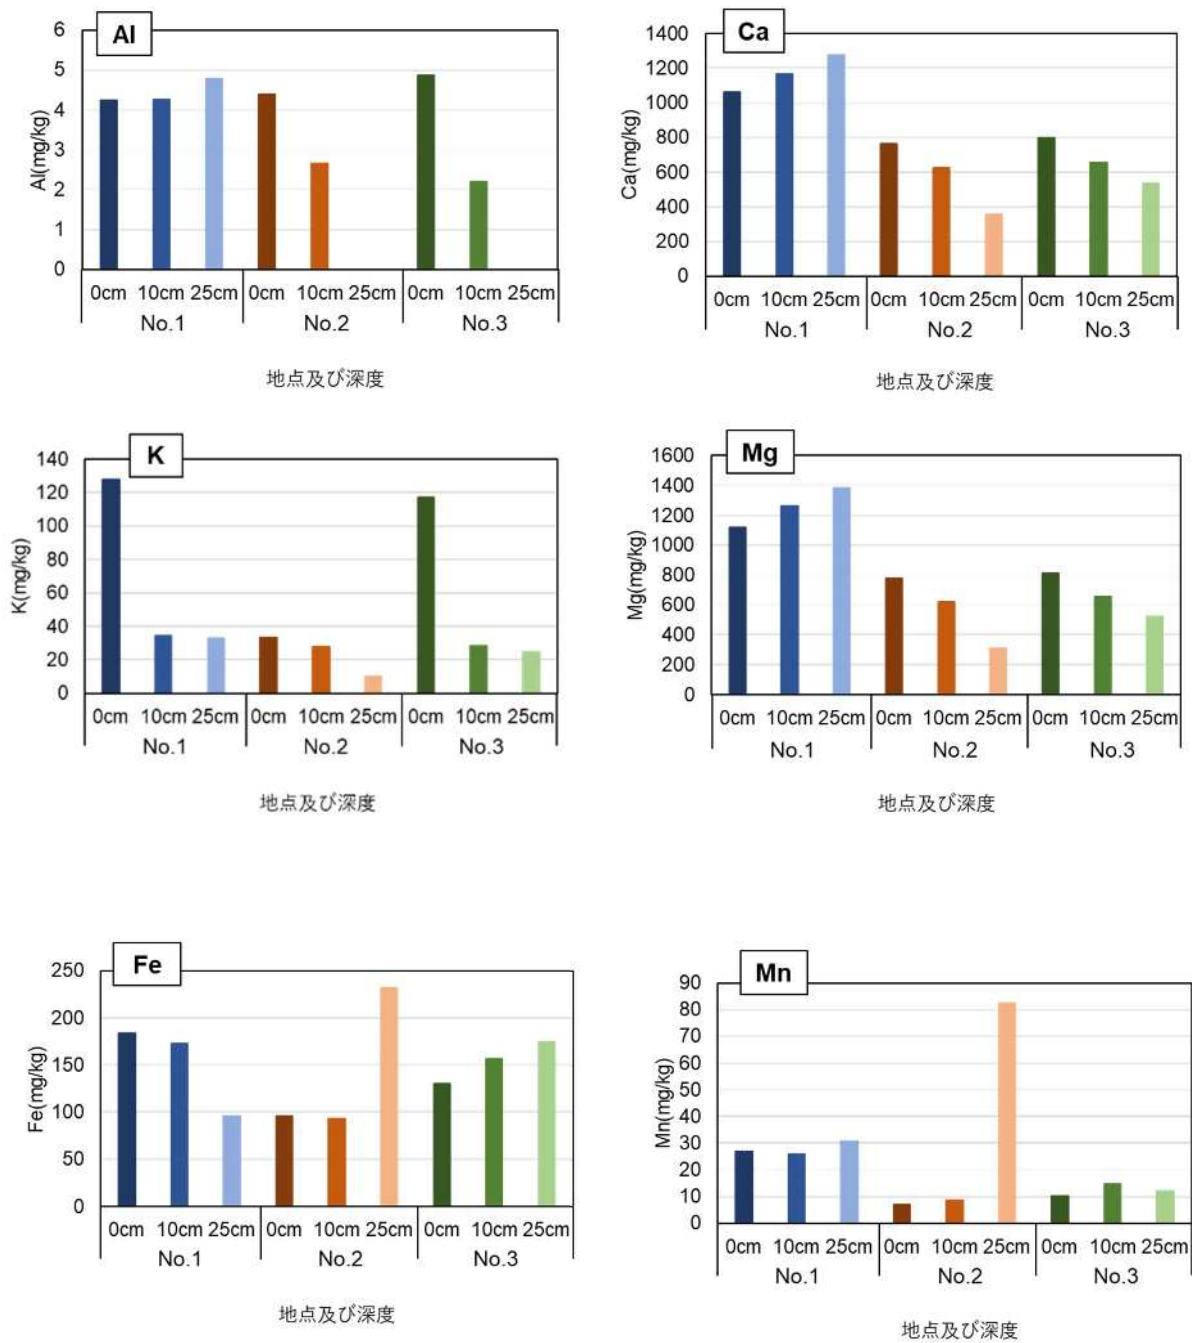 Al
Al(mg/kg)
6
5
4
3
2
1
0
0cm 10cm 25cm 0cm 10cm 25cm 0cm 10cm 25cm
No.1 No.2 No.3
地点及び深度
Ca
Ca(mg/kg)
1400
1200
1000
800
600
400
200
0
0cm 10cm 25cm 0cm 10cm 25cm 0cm 10cm 25cm
No.1 No.2 No.3
地点及び深度
K
K(mg/kg)
140
120
100
80
60
40
20
0
0cm 10cm 25cm 0cm 10cm 25cm 0cm 10cm 25cm
No.1 No.2 No.3
地点及び深度
Mg
Mg(mg/kg)
1600
1400
1200
1000
800
600
400
200
0
0cm 10cm 25cm 0cm 10cm 25cm 0cm 10cm 25cm
No.1 No.2 No.3
地点及び深度
Fe
Fe(mg/kg)
250
200
150
100
50
0
0cm 10cm 25cm 0cm 10cm 25cm 0cm 10cm 25cm
No.1 No.2 No.3
地点及び深度
Mn
Mn(mg/kg)
90
80
70
60
50
40
30
20
10
0
0cm 10cm 25cm 0cm 10cm 25cm 0cm 10cm 25cm
No.1 No.2 No.3
地点及び深度